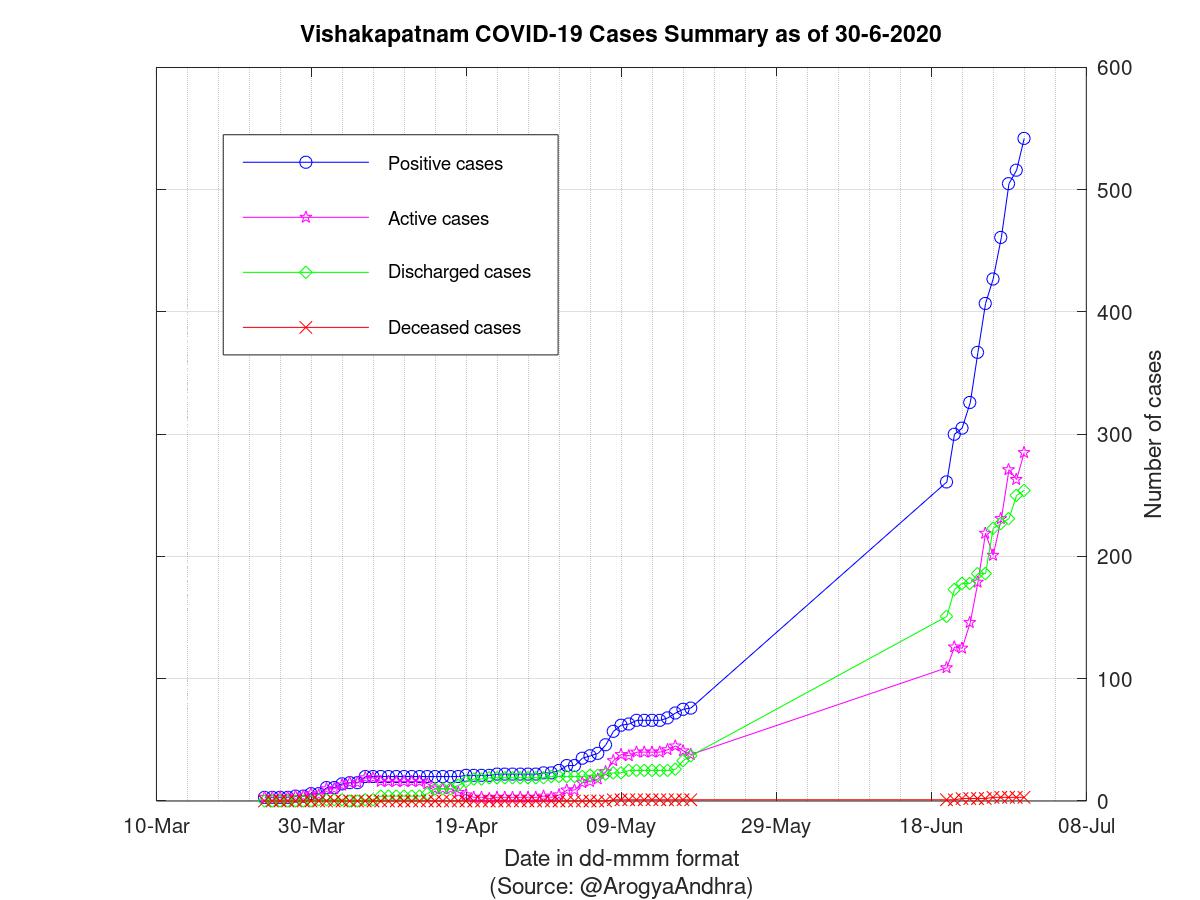 Vishakapatnam COVID-19 Cases Summary as of 30-6-2020
Positive cases
Active cases
Discharged cases
Deceased cases
600
500
400
300
200
100
0
Number of cases
10-Mar 30-Mar 19-Apr 09-May 29-May 18-Jun 08-Jul
Date in dd-mmm format
(Source: @ArogyaAndhra)